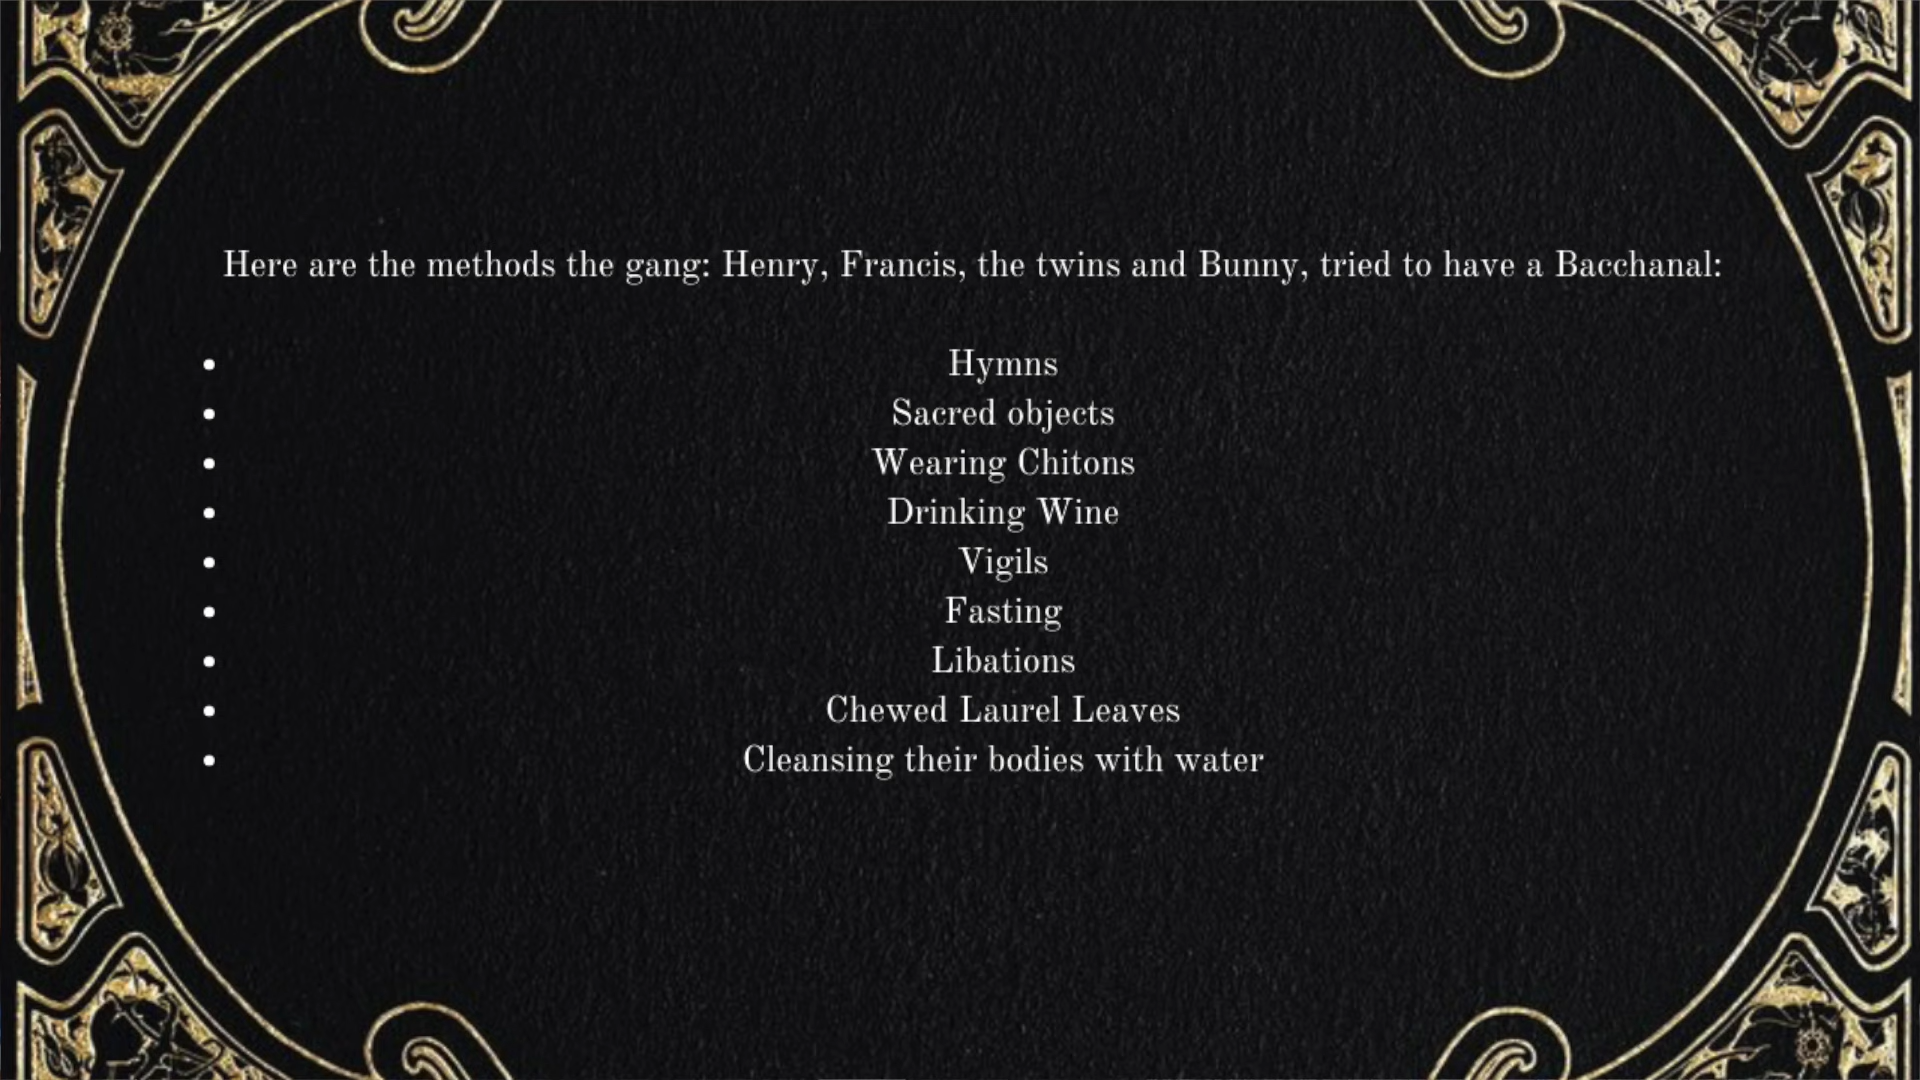 Here are the methods the gang: Henry, Francis, the twins and Bunny, tried to have a Bacchanal:
• Hymns
• Sacred objects
• Wearing Chitons
• Drinking Wine
• Vigils
• Fasting
• Libations
• Chewed Laurel Leaves
• Cleansing their bodies with water